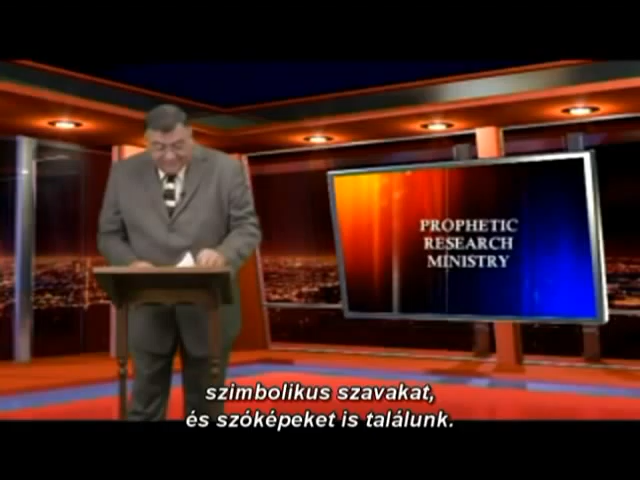 PROPHETIC
RESEARCH
MINISTRY
szimbolikus szavakat,
és szóképeket is találunk.